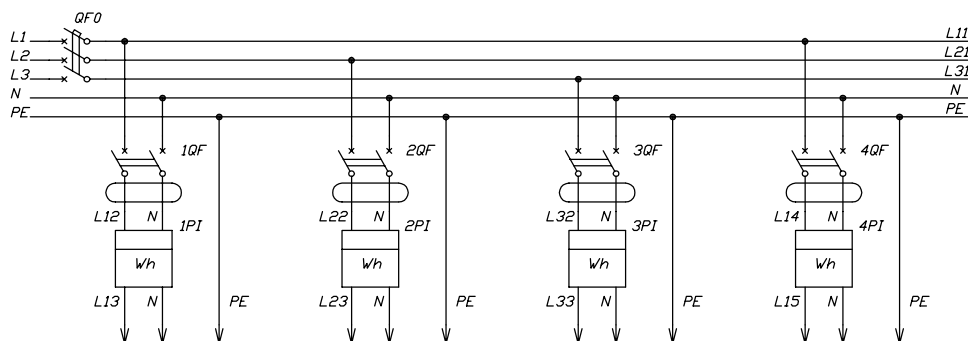 QF0
L1 L11
L2 L21
L3 L31
N N
PE PE
1QF 2QF 3QF 4QF
L12 N L22 N L32 N L14 N
1PI 2PI 3PI 4PI
Wh Wh Wh Wh
L13 N PE L23 N PE L33 N PE L15 N PE